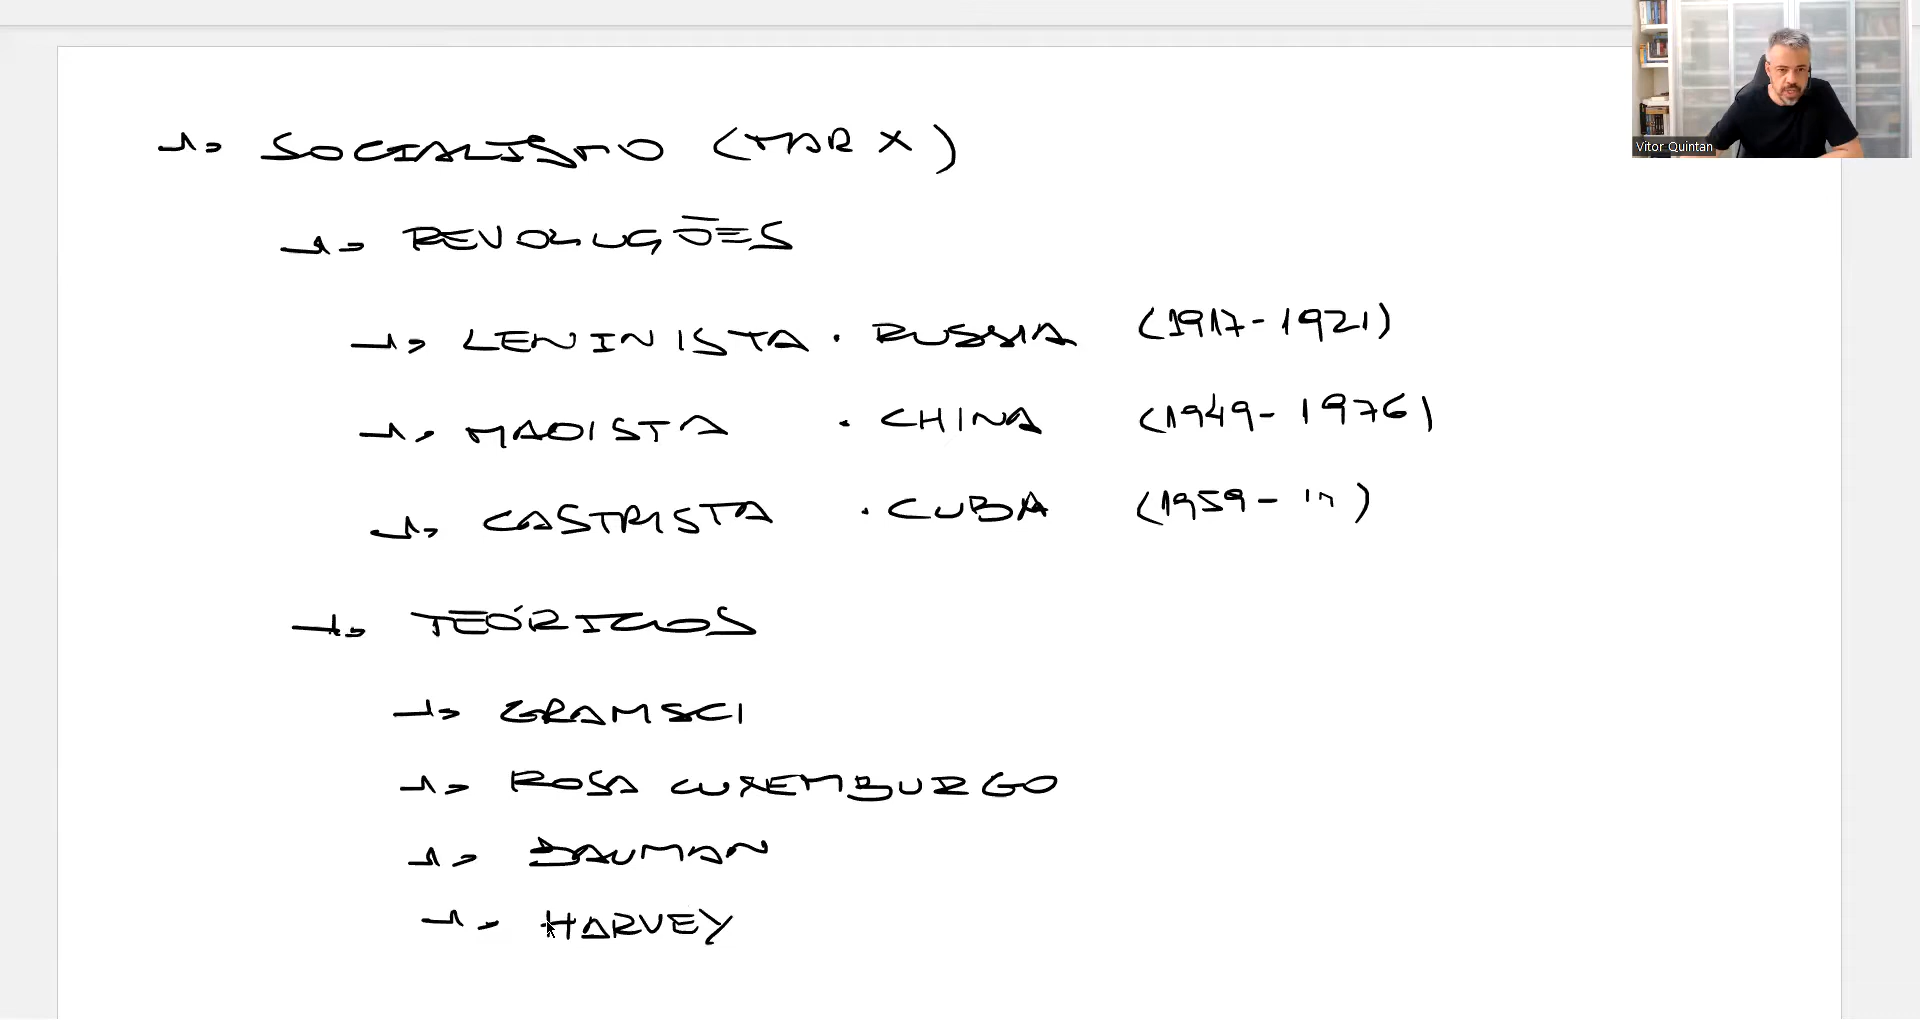 → SOCIALISMO (MARX)
→ REVOLUÇÕES
→ LENINISTA · RUSSIA (1917-1921)
→ MAOISTA · CHINA (1949-1976)
→ CASTRISTA · CUBA (1959- )
→ TEÓRICOS
→ GRAMSCI
→ ROSA LUXEMBURGO
→ BAUMAN
→ HARVEY
Vitor Quintan